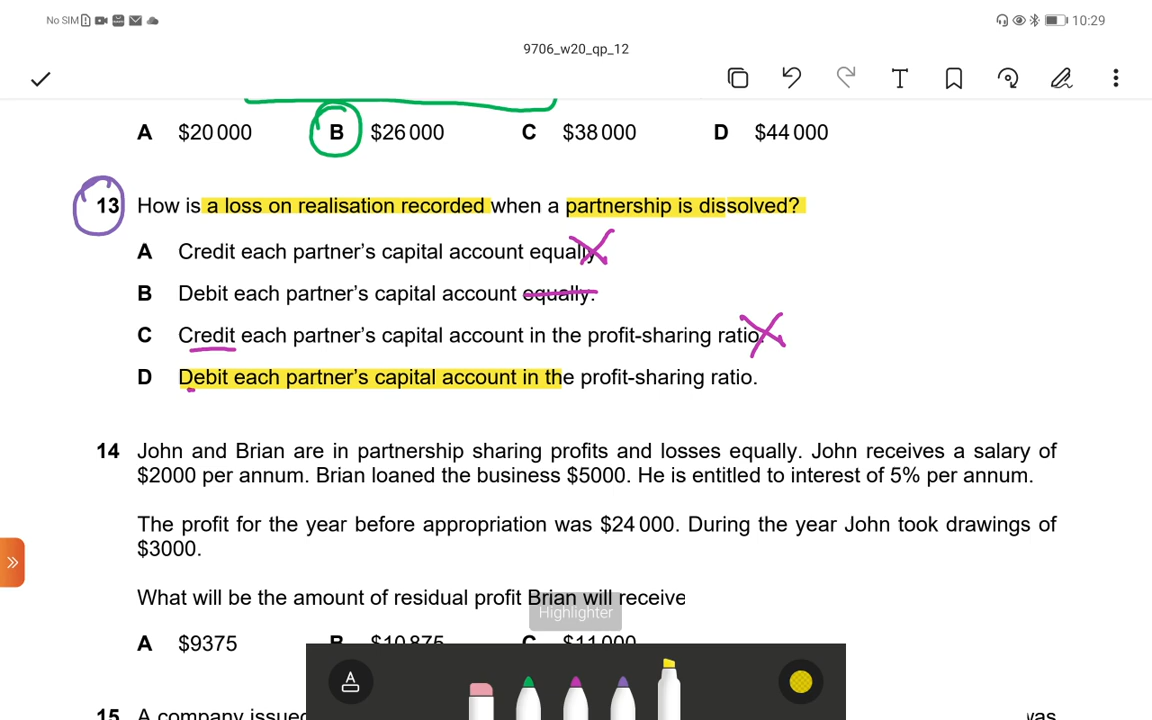 No SIM 10:29
9706_w20_qp_12
A $20 000 B $26 000 C $38 000 D $44 000
13 How is a loss on realisation recorded when a partnership is dissolved?
A Credit each partner’s capital account equally.
B Debit each partner’s capital account equally.
C Credit each partner’s capital account in the profit-sharing ratio.
D Debit each partner’s capital account in the profit-sharing ratio.
14 John and Brian are in partnership sharing profits and losses equally. John receives a salary of
$2000 per annum. Brian loaned the business $5000. He is entitled to interest of 5% per annum.
The profit for the year before appropriation was $24 000. During the year John took drawings of
$3000.
What will be the amount of residual profit Brian will receive
Highlighter
A $9375 B $10 875 C $11 000
A
15 A company issued was